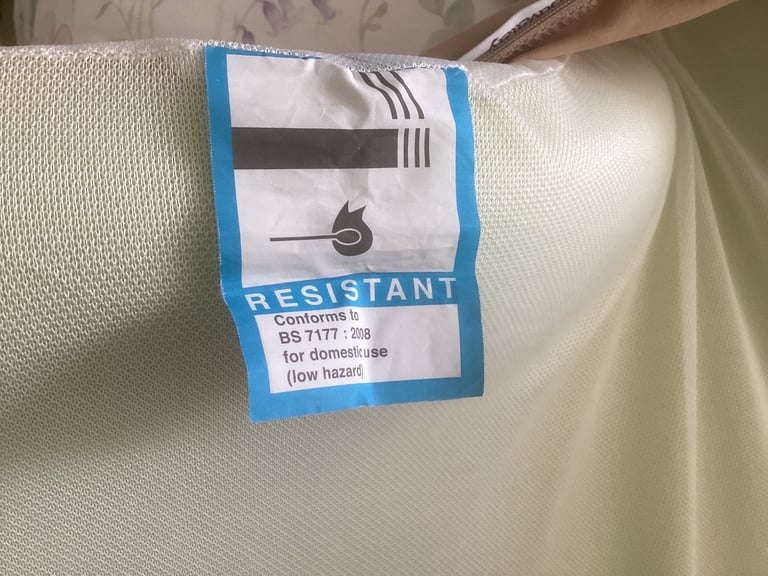 RESISTANT
Conforms to
BS 7177 : 2008
for domestic use
(low hazard)